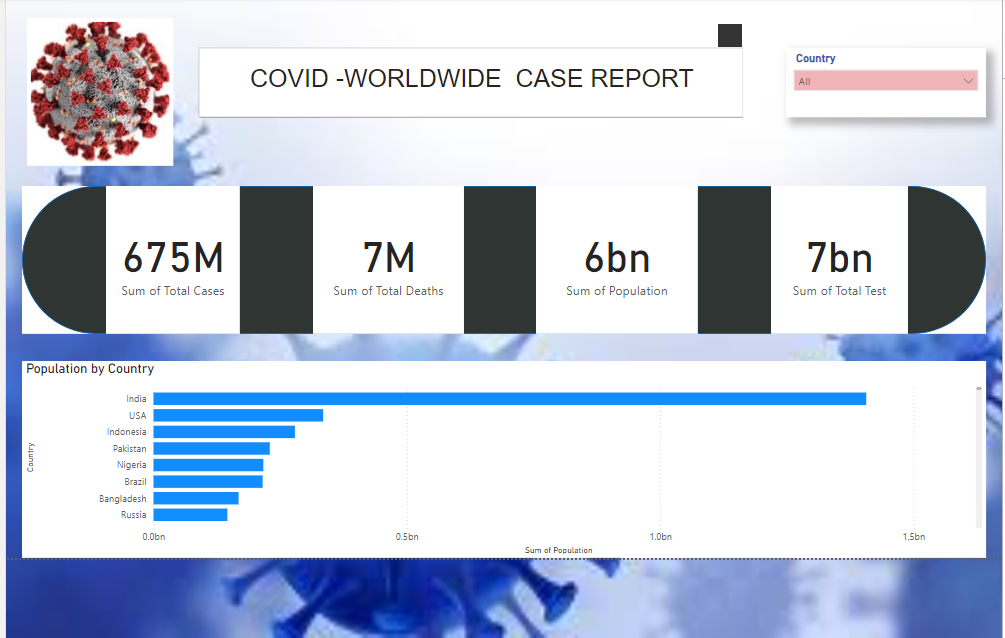 COVID -WORLDWIDE  CASE REPORT
Country
All
675M
Sum of Total Cases
7M
Sum of Total Deaths
6bn
Sum of Population
7bn
Sum of Total Test
Population by Country
Country
India
USA
Indonesia
Pakistan
Nigeria
Brazil
Bangladesh
Russia
0.0bn 0.5bn 1.0bn 1.5bn
Sum of Population